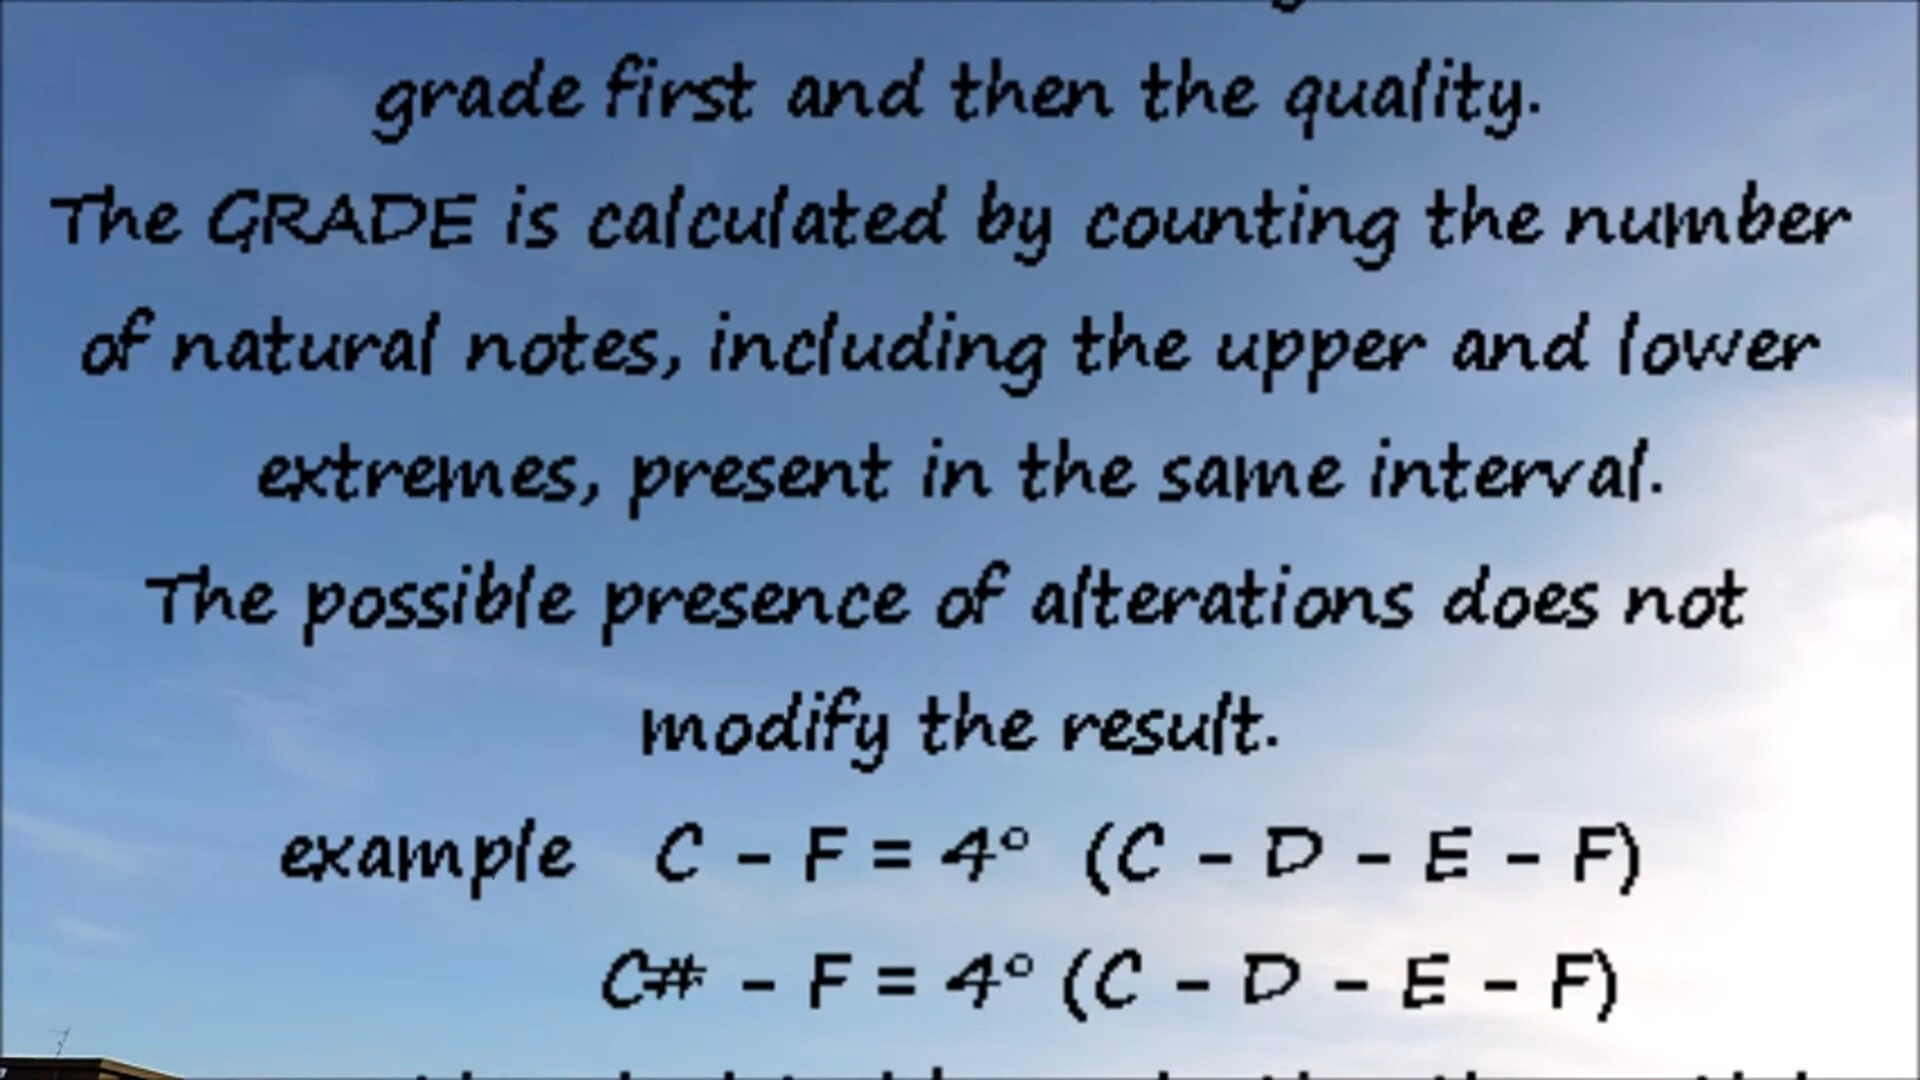 grade first and then the quality.
The GRADE is calculated by counting the number
of natural notes, including the upper and lower
extremes, present in the same interval.
The possible presence of alterations does not
modify the result.
example C - F = 4° (C - D - E - F)
C# - F = 4° (C - D - E - F)